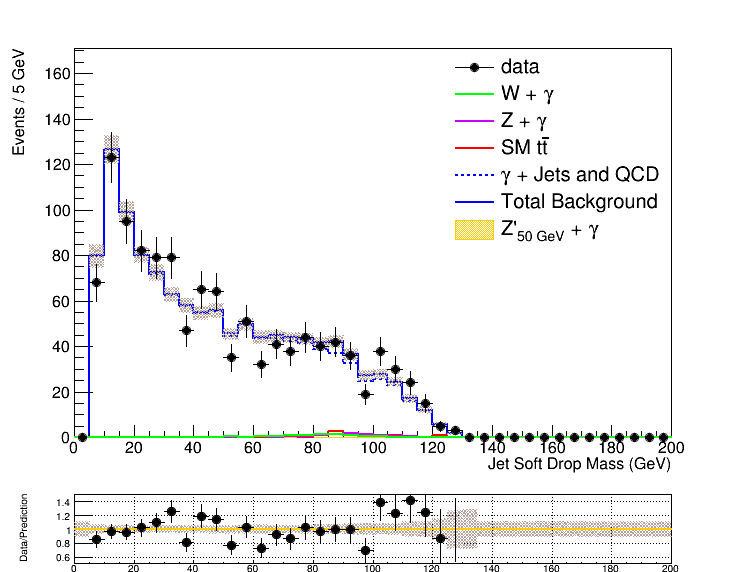 Events / 5 GeV
160
140
120
100
80
60
40
20
0
data
W + γ
Z + γ
SM tt̄
γ + Jets and QCD
Total Background
Z'50 GeV + γ
0 20 40 60 80 100 120 140 160 180 200
Jet Soft Drop Mass (GeV)
Data/Prediction
1.4
1.2
1
0.8
0.6
0 20 40 60 80 100 120 140 160 180 200